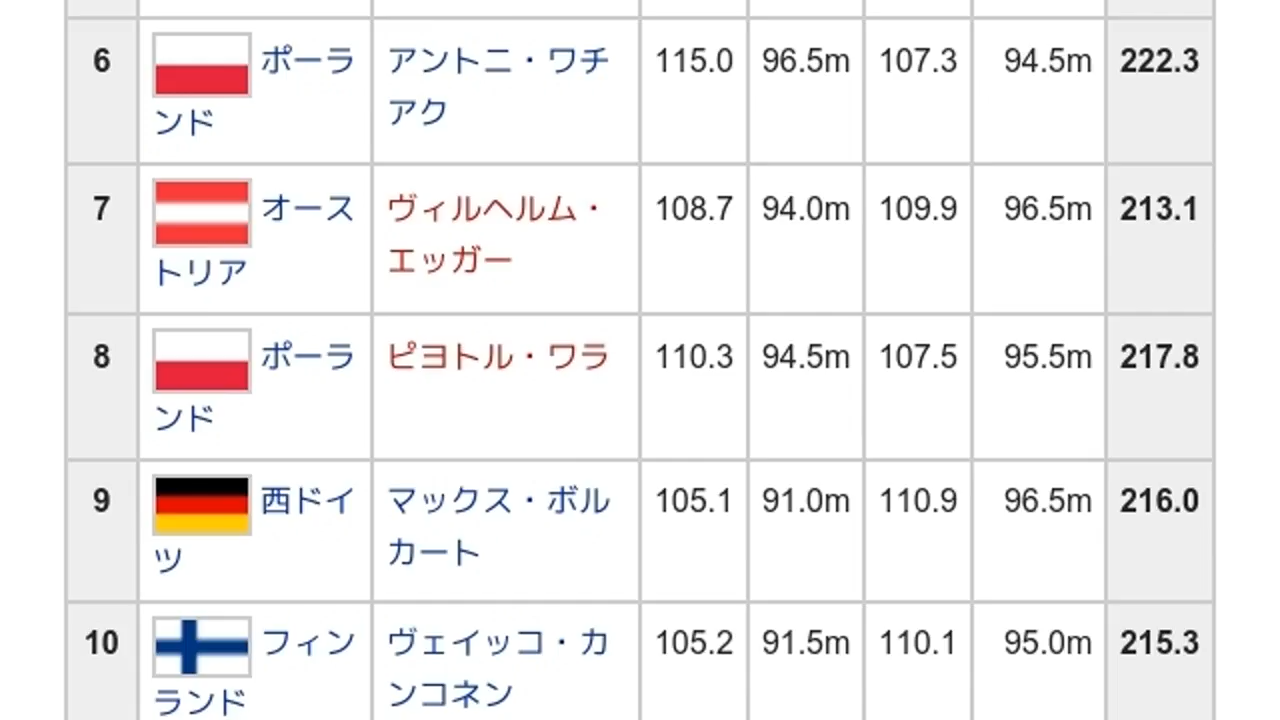 6 ポーランド アントニ・ワチアク 115.0 96.5m 107.3 94.5m 222.3
7 オーストリア ヴィルヘルム・エッガー 108.7 94.0m 109.9 96.5m 213.1
8 ポーランド ピヨトル・ワラ 110.3 94.5m 107.5 95.5m 217.8
9 西ドイツ マックス・ボルカート 105.1 91.0m 110.9 96.5m 216.0
10 フィンランド ヴェイッコ・カンコネン 105.2 91.5m 110.1 95.0m 215.3